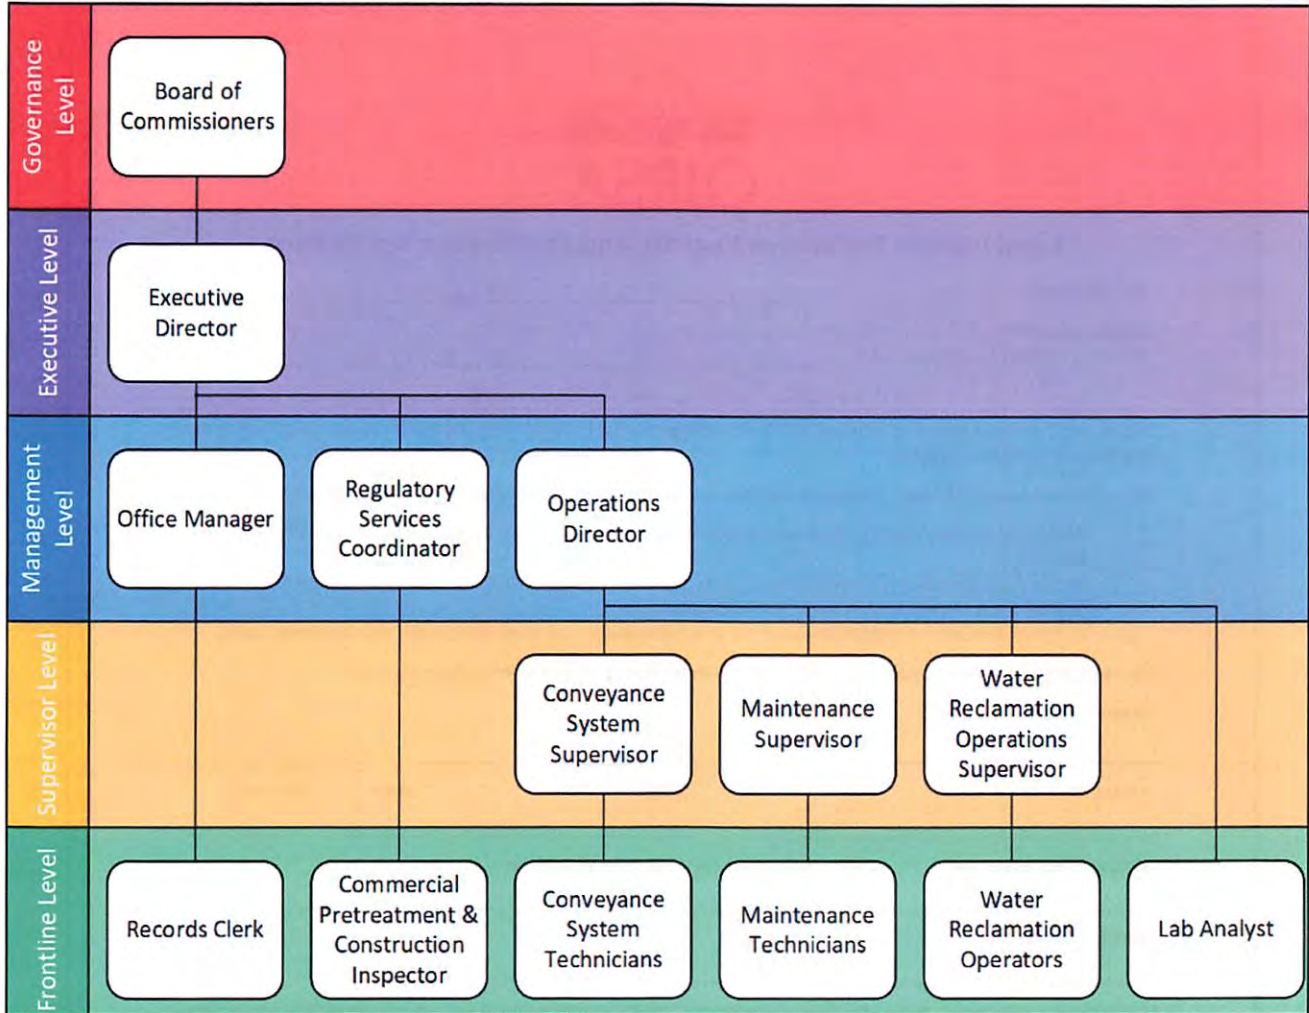 Governance
Level
Board of
Commissioners
Executive Level
Executive
Director
Management
Level
Office Manager
Regulatory
Services
Coordinator
Operations
Director
Supervisor Level
Conveyance
System
Supervisor
Maintenance
Supervisor
Water
Reclamation
Operations
Supervisor
Frontline Level
Records Clerk
Commercial
Pretreatment &
Construction
Inspector
Conveyance
System
Technicians
Maintenance
Technicians
Water
Reclamation
Operators
Lab Analyst